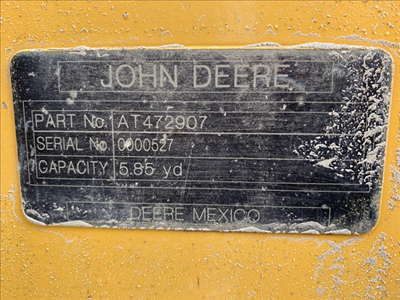 JOHN DEERE
PART No. AT472907
SERIAL No. 0000527
CAPACITY 5.85 yd
DEERE MEXICO